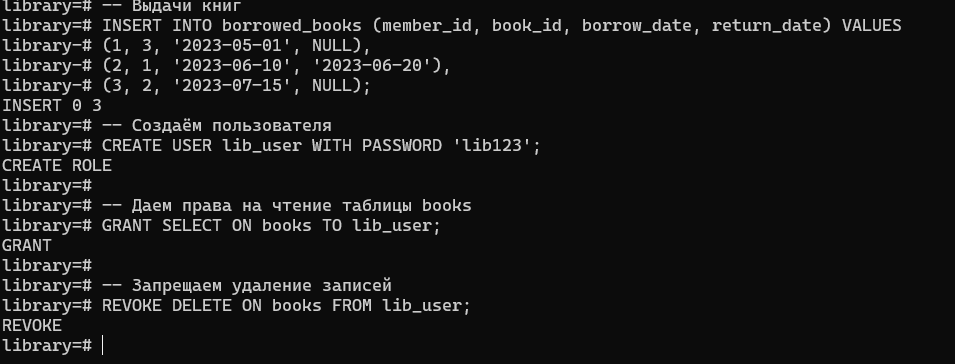 library=# -- Выдачи книг
library=# INSERT INTO borrowed_books (member_id, book_id, borrow_date, return_date) VALUES
library-# (1, 3, '2023-05-01', NULL),
library-# (2, 1, '2023-06-10', '2023-06-20'),
library-# (3, 2, '2023-07-15', NULL);
INSERT 0 3
library=# -- Создаём пользователя
library=# CREATE USER lib_user WITH PASSWORD 'lib123';
CREATE ROLE
library=#
library=# -- Даем права на чтение таблицы books
library=# GRANT SELECT ON books TO lib_user;
GRANT
library=#
library=# -- Запрещаем удаление записей
library=# REVOKE DELETE ON books FROM lib_user;
REVOKE
library=#